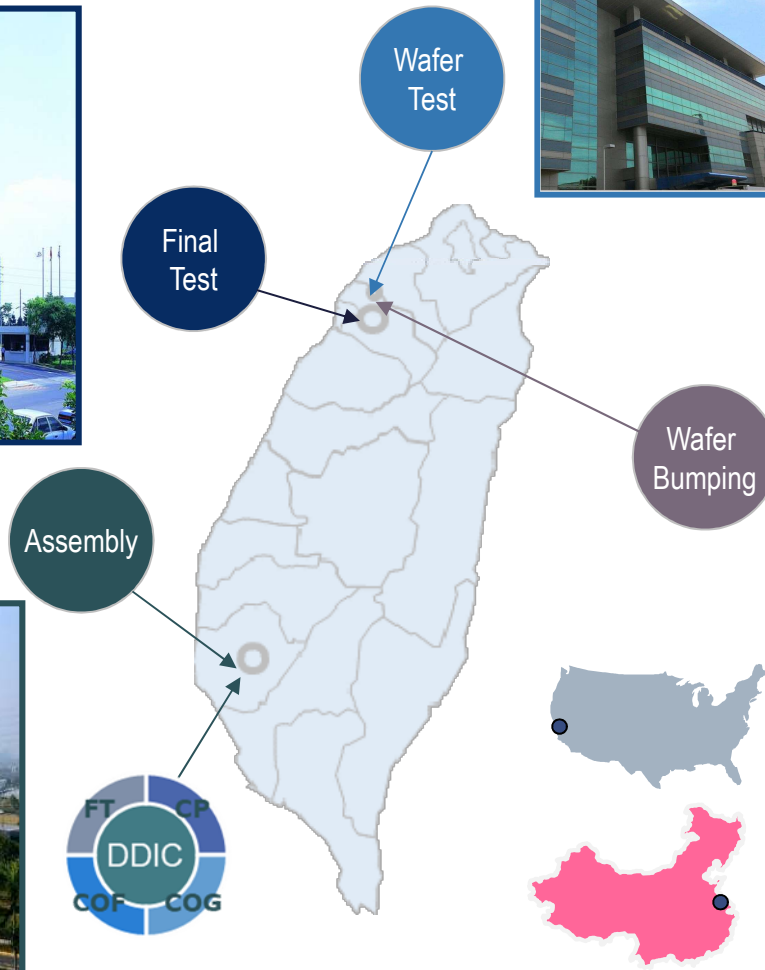 Wafer
Test
Final
Test
Wafer
Bumping
Assembly
FT
CP
DDIC
COF
COG